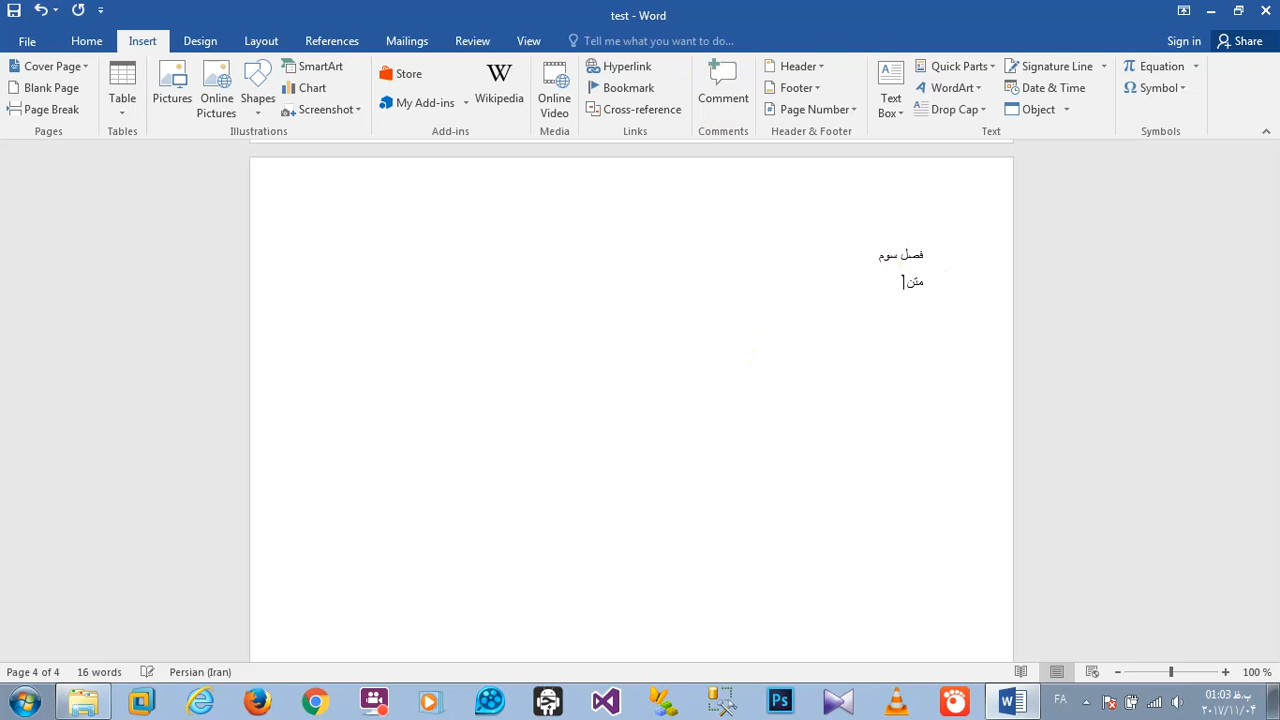 test - Word
File Home Insert Design Layout References Mailings Review View Tell me what you want to do... Sign in Share
Cover Page
Blank Page
Page Break
Pages
Table
Tables
Pictures
Online Pictures
Shapes
SmartArt
Chart
Screenshot
Illustrations
Store
My Add-ins
W
Wikipedia
Add-ins
Online Video
Media
Hyperlink
Bookmark
Cross-reference
Links
Comment
Comments
Header
Footer
Page Number
Header & Footer
Text Box
Quick Parts
WordArt
Drop Cap
Signature Line
Date & Time
Object
Text
π Equation
Ω Symbol
Symbols
فصل سوم
متن
Page 4 of 4 16 words Persian (Iran) 100 %
Ps
FA
01:03 ب.ظ
۲۰۱۷/۱۱/۰۴